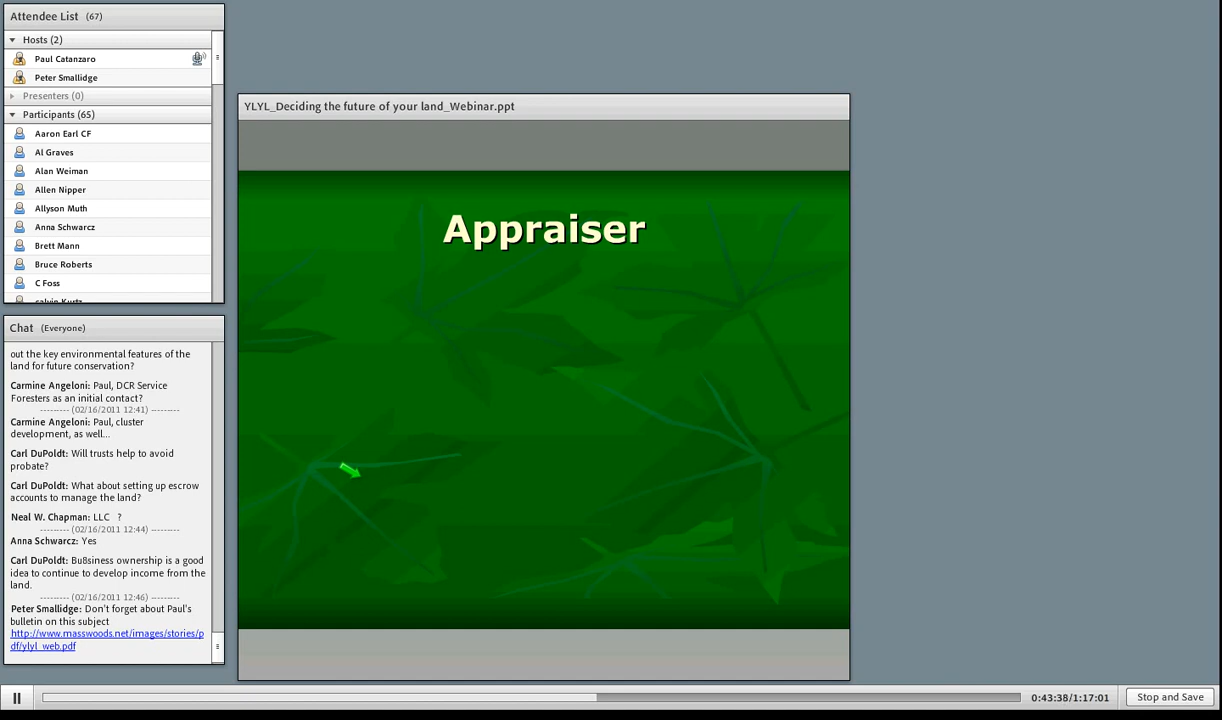 Attendee List (67)
Hosts (2)
Paul Catanzaro
Peter Smallidge
Presenters (0)
Participants (65)
Aaron Earl CF
Al Graves
Alan Weiman
Allen Nipper
Allyson Muth
Anna Schwarcz
Brett Mann
Bruce Roberts
C Foss
calvin Kurtz
Chat (Everyone)
out the key environmental features of the
land for future conservation?
Carmine Angeloni: Paul, DCR Service
Foresters as an initial contact?
--------- (02/16/2011 12:41) ---------
Carmine Angeloni: Paul, cluster
development, as well...
Carl DuPoldt: Will trusts help to avoid
probate?
Carl DuPoldt: What about setting up escrow
accounts to manage the land?
Neal W. Chapman: LLC ?
--------- (02/16/2011 12:44) ---------
Anna Schwarcz: Yes
Carl DuPoldt: Bu8siness ownership is a good
idea to continue to develop income from the
land.
--------- (02/16/2011 12:46) ---------
Peter Smallidge: Don't forget about Paul's
bulletin on this subject
http://www.masswoods.net/images/stories/p
df/ylyl_web.pdf
YLYL_Deciding the future of your land_Webinar.ppt
Appraiser
0:43:38/1:17:01
Stop and Save